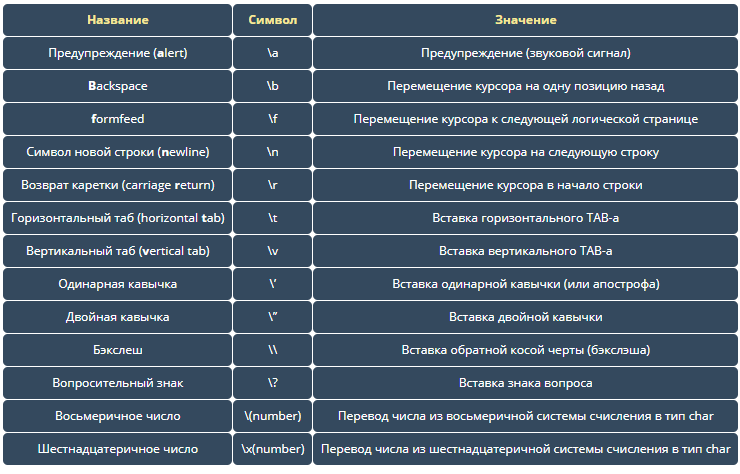 Название Символ Значение
Предупреждение (alert) \a Предупреждение (звуковой сигнал)
Backspace \b Перемещение курсора на одну позицию назад
formfeed \f Перемещение курсора к следующей логической странице
Символ новой строки (newline) \n Перемещение курсора на следующую строку
Возврат каретки (carriage return) \r Перемещение курсора в начало строки
Горизонтальный таб (horizontal tab) \t Вставка горизонтального TAB-а
Вертикальный таб (vertical tab) \v Вставка вертикального TAB-а
Одинарная кавычка \’ Вставка одинарной кавычки (или апострофа)
Двойная кавычка \” Вставка двойной кавычки
Бэкслеш \\ Вставка обратной косой черты (бэкслэша)
Вопросительный знак \? Вставка знака вопроса
Восьмеричное число \(number) Перевод числа из восьмеричной системы счисления в тип char
Шестнадцатеричное число \x(number) Перевод числа из шестнадцатеричной системы счисления в тип char